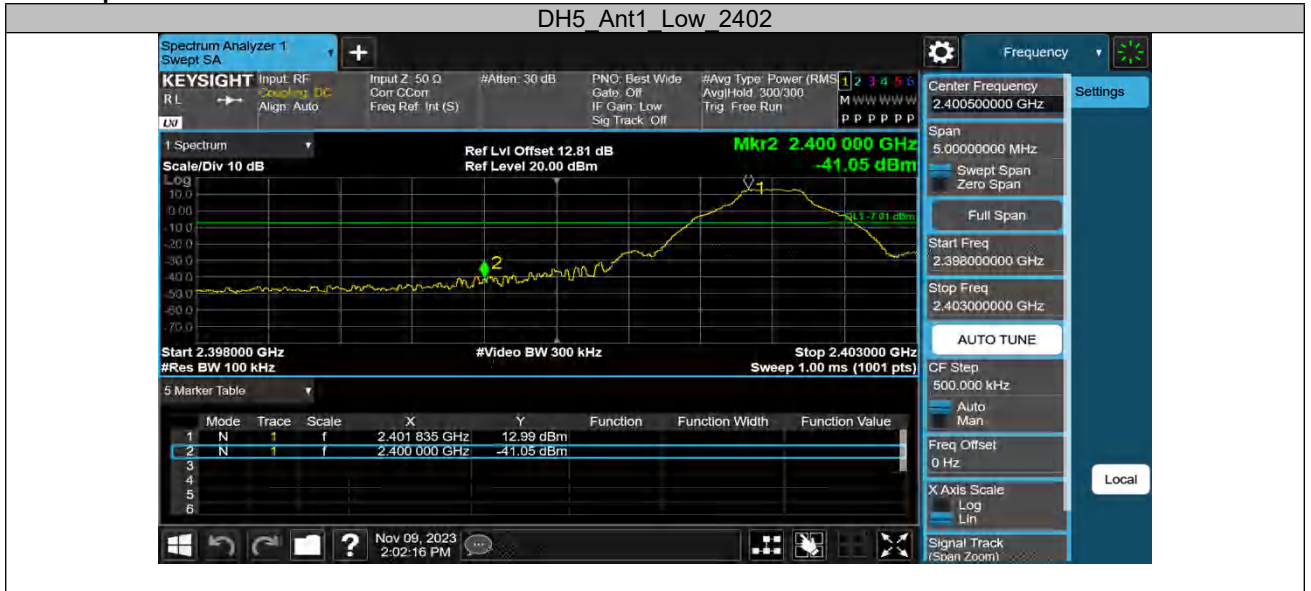 DH5_Ant1_Low_2402
Spectrum Analyzer 1
Swept SA
+
Frequency
KEYSIGHT
RL
LXI
Input: RF
Coupling: DC
Align: Auto
Input Z: 50 Ω
Corr CCorr
Freq Ref: Int (S)
#Atten: 30 dB
PNO: Best Wide
Gate: Off
IF Gain: Low
Sig Track: Off
#Avg Type: Power (RMS
Avg|Hold: 300/300
Trig: Free Run
1 2 3 4 5 6
M W W W W W
P P P P P P
1 Spectrum
Scale/Div 10 dB
Ref Lvl Offset 12.81 dB
Ref Level 20.00 dBm
Mkr2 2.400 000 GHz
-41.05 dBm
Log
10.0
0.00
-10.0
-20.0
-30.0
-40.0
-50.0
-60.0
-70.0
1
2
DL1 -7.01 dBm
Start 2.398000 GHz
#Res BW 100 kHz
#Video BW 300 kHz
Stop 2.403000 GHz
Sweep 1.00 ms (1001 pts)
5 Marker Table
Mode Trace Scale X Y Function Function Width Function Value
1 N 1 f 2.401 835 GHz 12.99 dBm
2 N 1 f 2.400 000 GHz -41.05 dBm
3
4
5
6
?
Nov 09, 2023
2:02:16 PM
Center Frequency
2.400500000 GHz
Span
5.00000000 MHz
Swept Span
Zero Span
Full Span
Start Freq
2.398000000 GHz
Stop Freq
2.403000000 GHz
AUTO TUNE
CF Step
500.000 kHz
Auto
Man
Freq Offset
0 Hz
X Axis Scale
Log
Lin
Signal Track
(Span Zoom)
Settings
Local